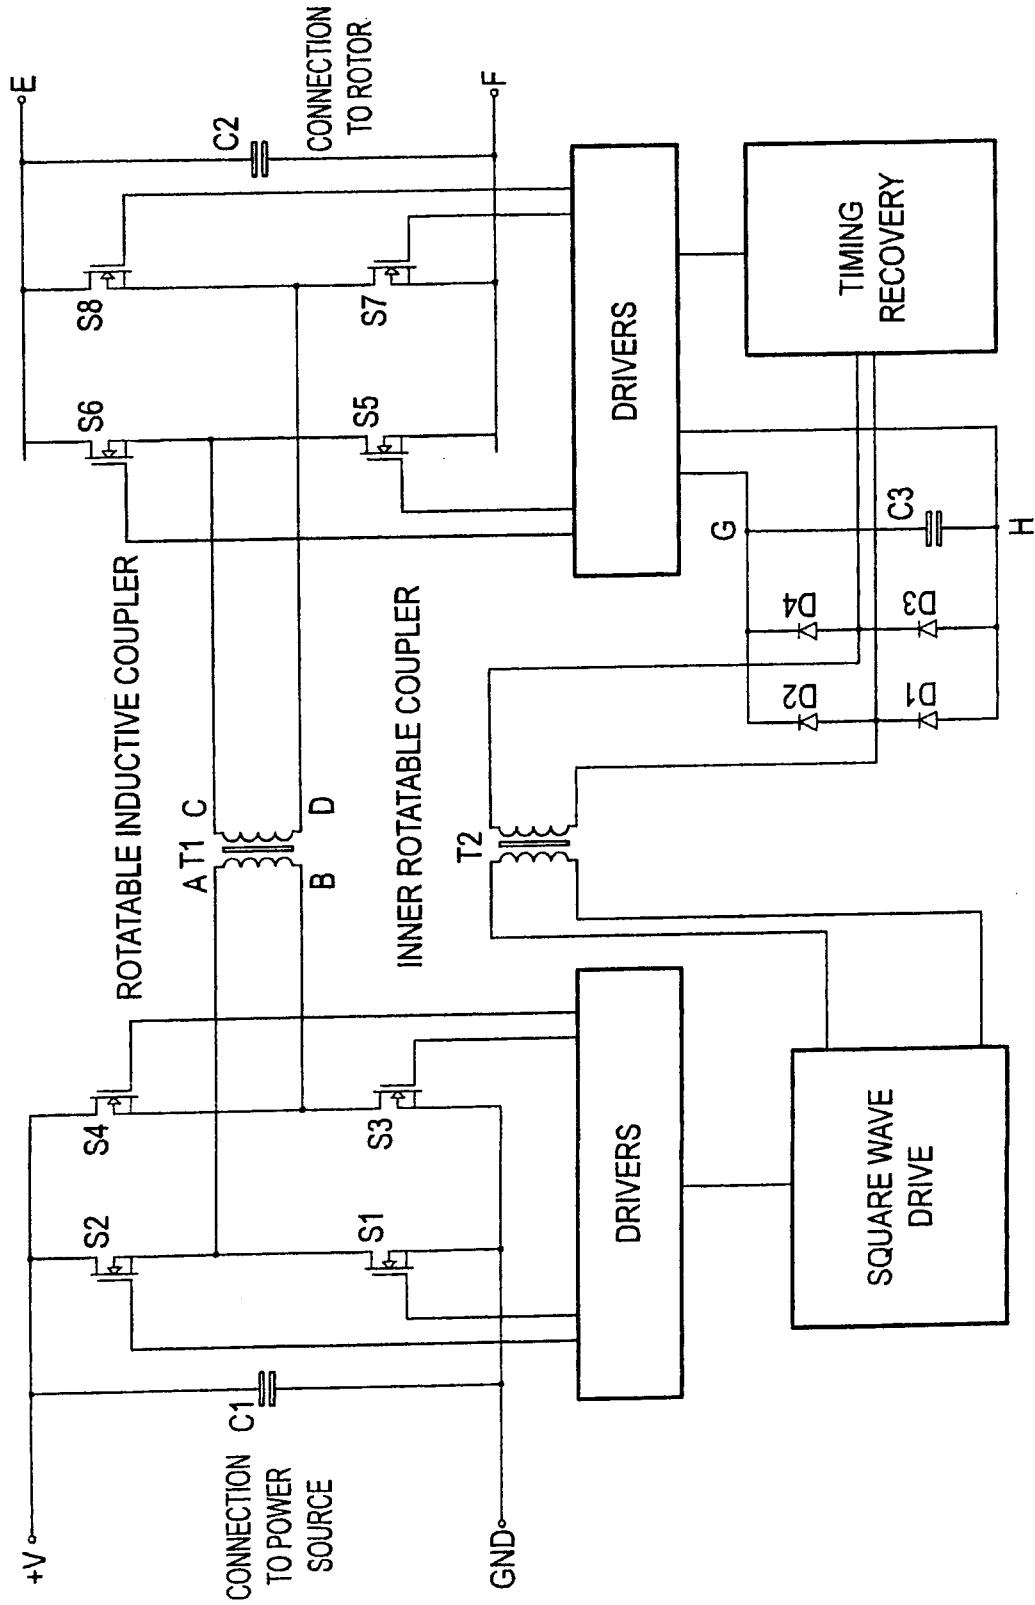 +V
CONNECTION
TO POWER
SOURCE
GND
C1
S2
S1
S4
S3
DRIVERS
SQUARE WAVE
DRIVE
ROTATABLE INDUCTIVE COUPLER
A T1 C
B D
INNER ROTATABLE COUPLER
T2
S6
S5
S8
S7
C2
E
F
CONNECTION
TO ROTOR
DRIVERS
TIMING
RECOVERY
G
H
C3
D2
D1
D4
D3